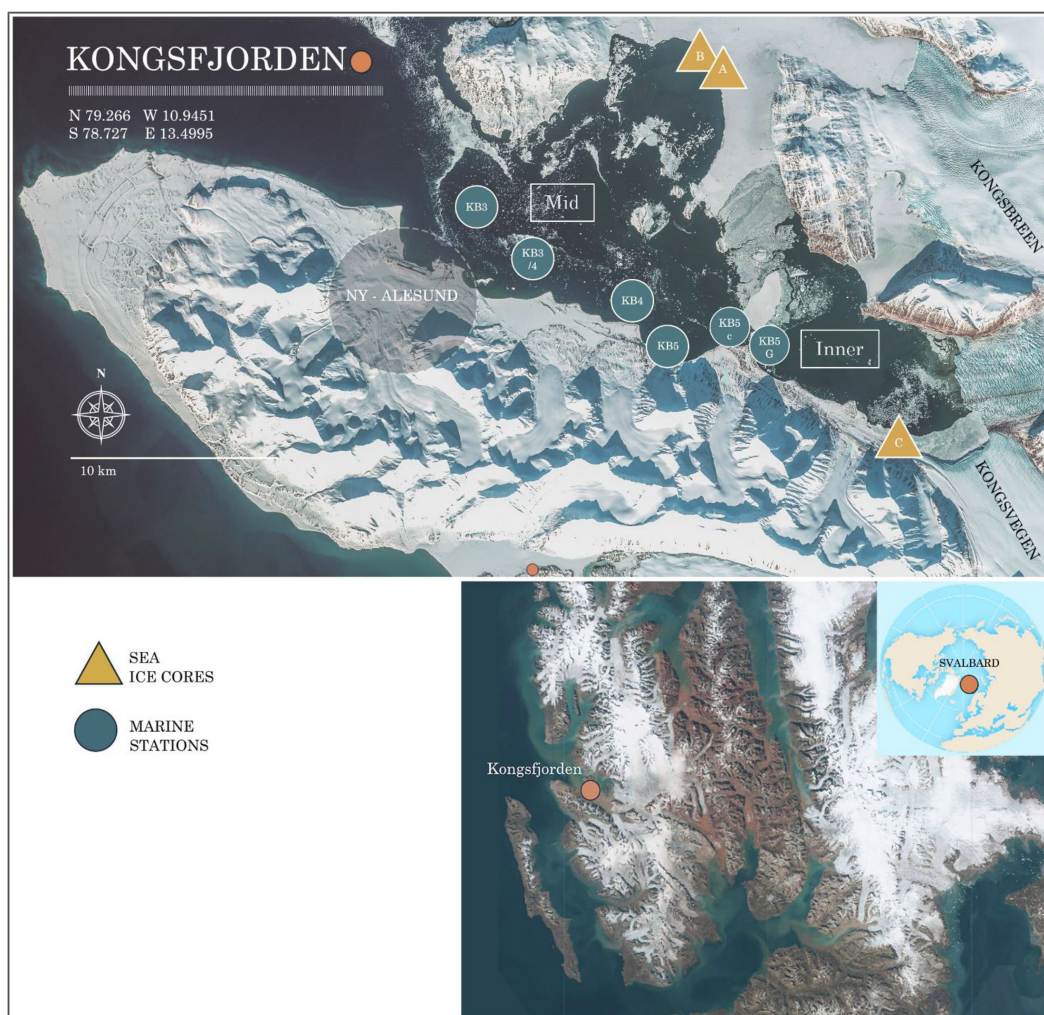 KONGSFJORDEN
N 79.266 W 10.9451
S 78.727 E 13.4995
B
A
KONGSBREEN
KB3
Mid
KB3
/4
NY - ALESUND
KB4
KB5
KB5
c
KB5
G
Inner
N
10 km
C
KONGSVEGEN
SEA
ICE CORES
MARINE
STATIONS
SVALBARD
Kongsfjorden